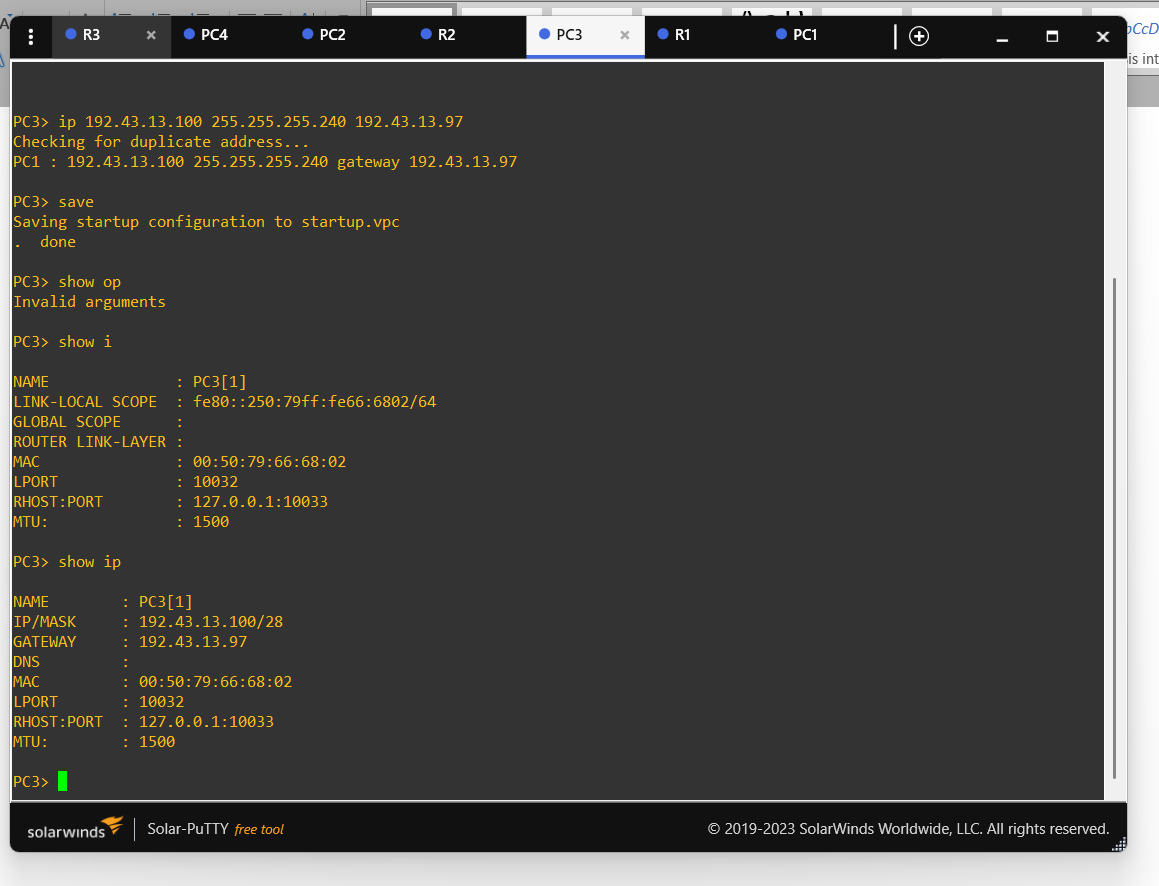 R3 × PC4 PC2 R2 PC3 × R1 PC1
is int
PC3> ip 192.43.13.100 255.255.255.240 192.43.13.97
Checking for duplicate address...
PC1 : 192.43.13.100 255.255.255.240 gateway 192.43.13.97
PC3> save
Saving startup configuration to startup.vpc
.  done
PC3> show op
Invalid arguments
PC3> show i
NAME              : PC3[1]
LINK-LOCAL SCOPE  : fe80::250:79ff:fe66:6802/64
GLOBAL SCOPE      :
ROUTER LINK-LAYER :
MAC               : 00:50:79:66:68:02
LPORT             : 10032
RHOST:PORT        : 127.0.0.1:10033
MTU:              : 1500
PC3> show ip
NAME        : PC3[1]
IP/MASK     : 192.43.13.100/28
GATEWAY     : 192.43.13.97
DNS         :
MAC         : 00:50:79:66:68:02
LPORT       : 10032
RHOST:PORT  : 127.0.0.1:10033
MTU:        : 1500
PC3>
solarwinds Solar-PuTTY free tool © 2019-2023 SolarWinds Worldwide, LLC. All rights reserved.